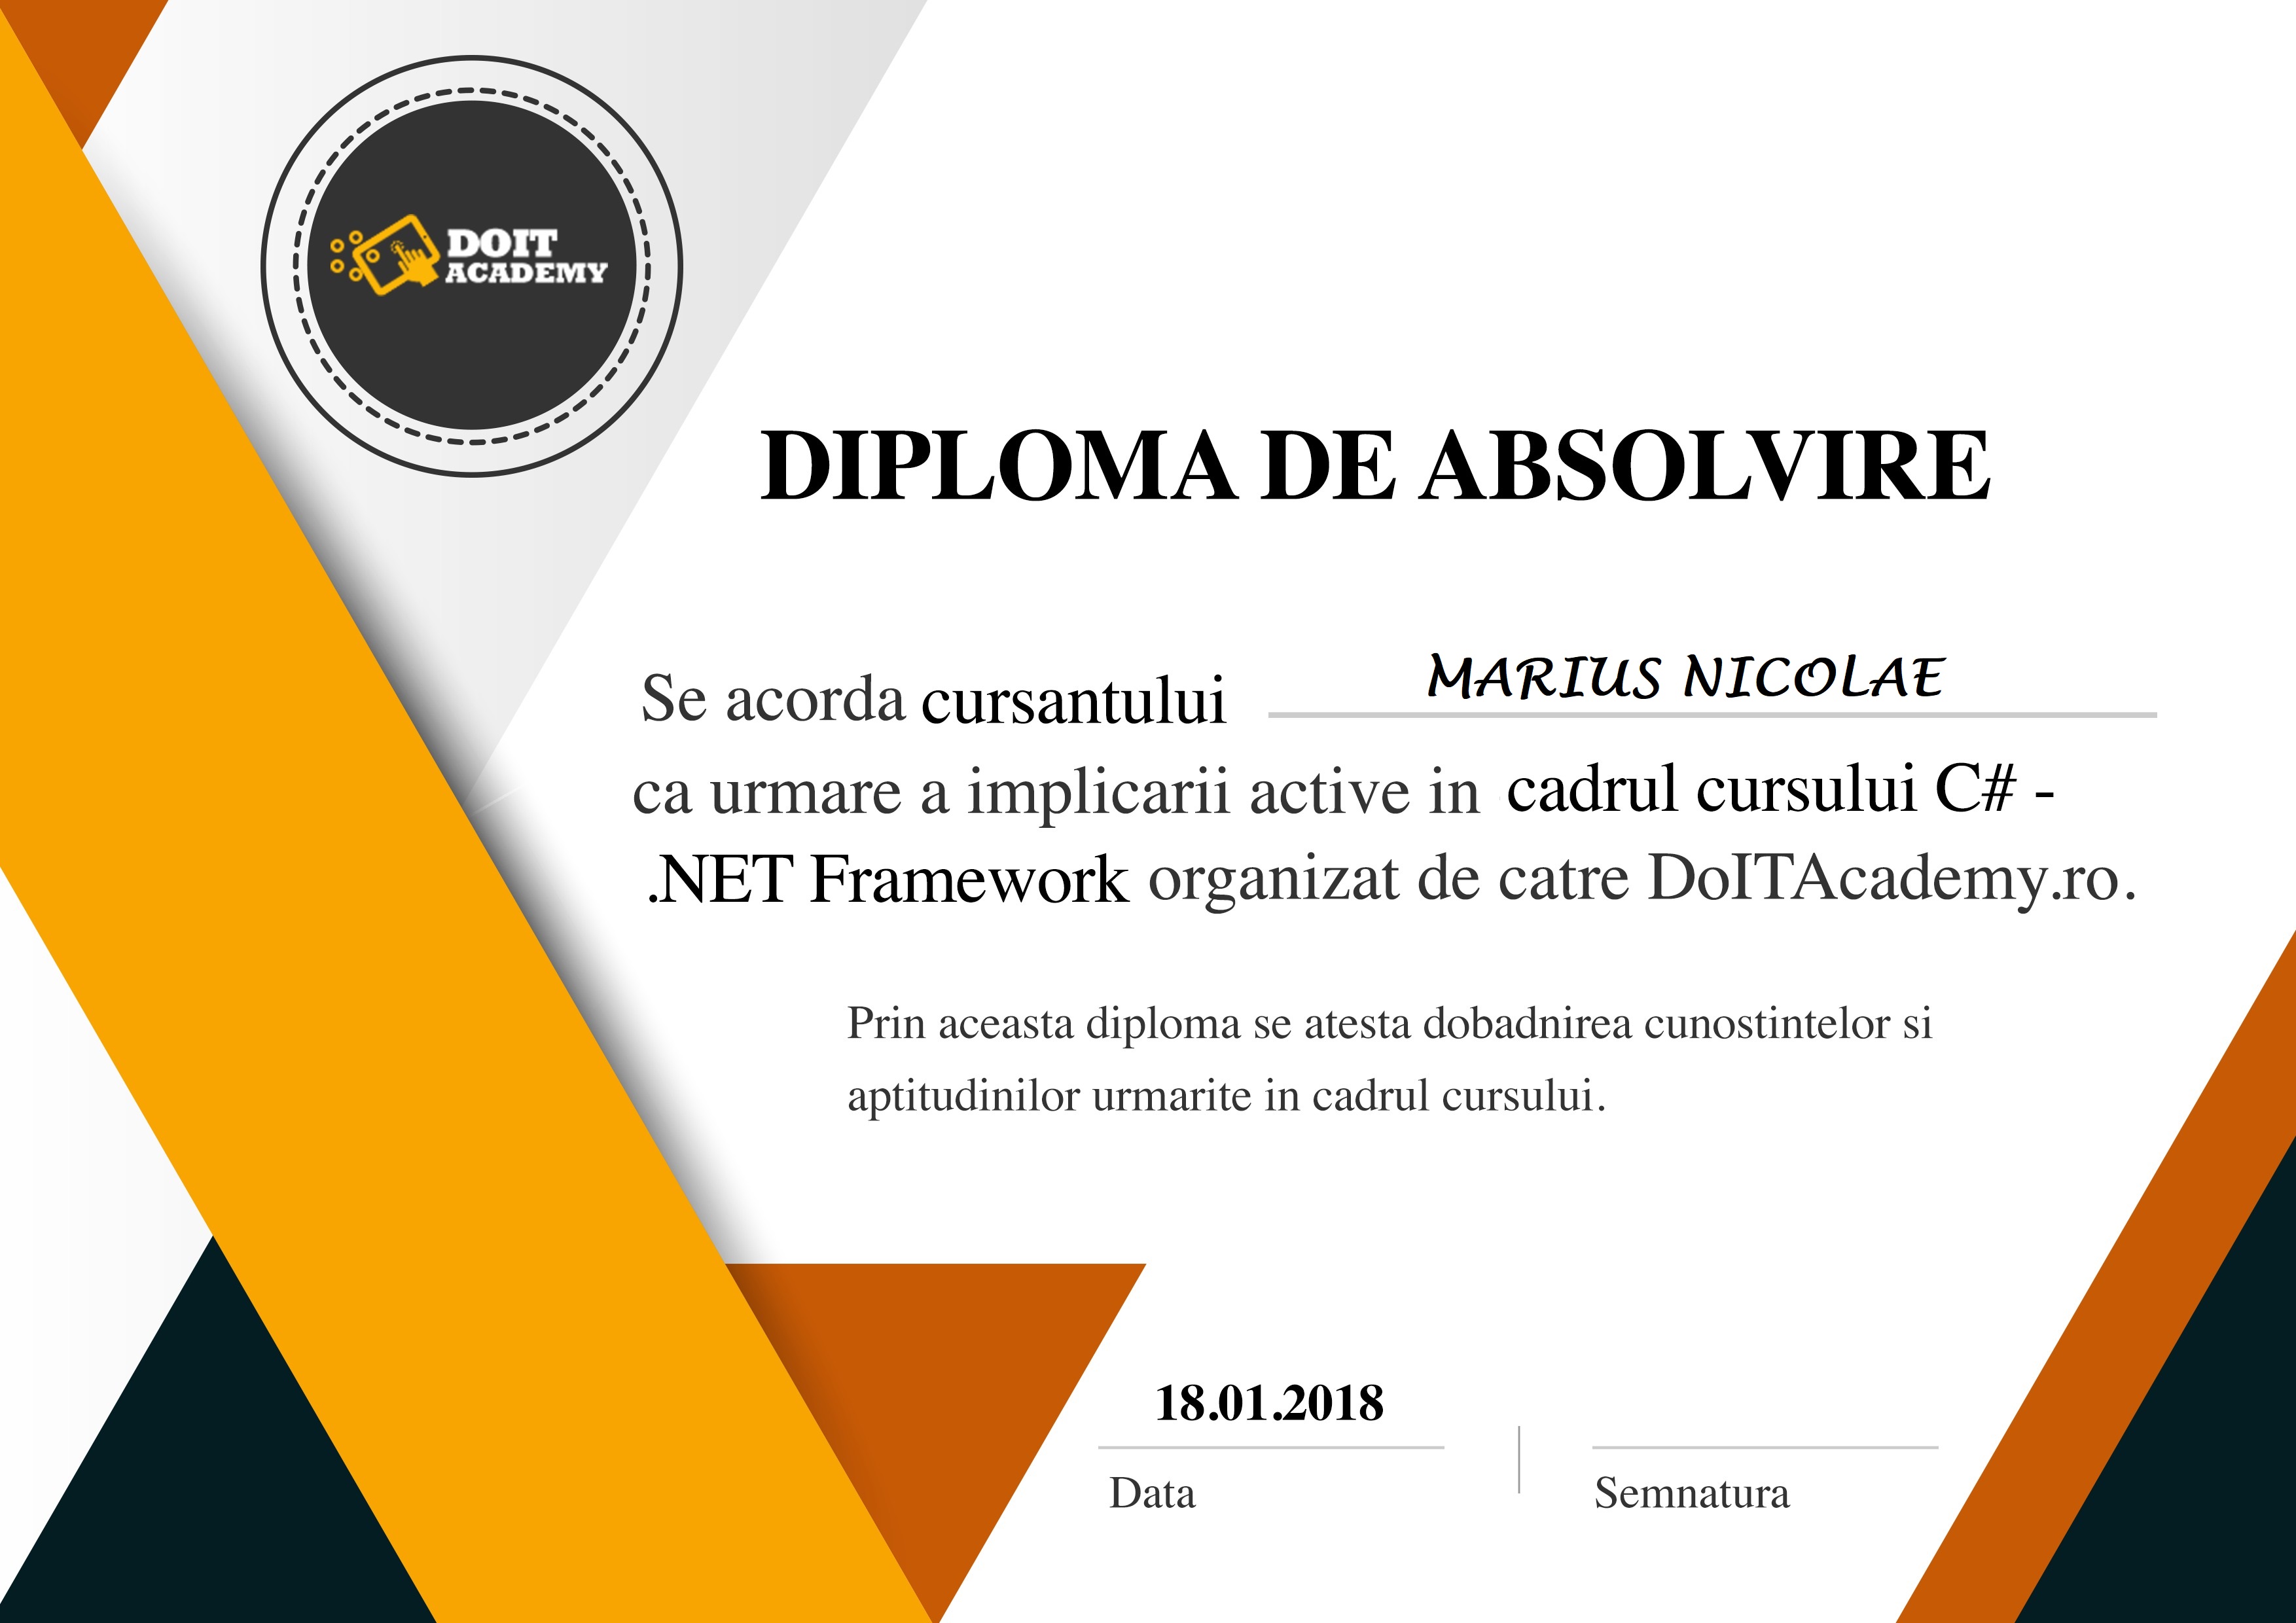 DOIT
ACADEMY
DIPLOMA DE ABSOLVIRE
Se acorda cursantului MARIUS NICOLAE
ca urmare a implicarii active in cadrul cursului C# -
.NET Framework organizat de catre DoITAcademy.ro.
Prin aceasta diploma se atesta dobadnirea cunostintelor si
aptitudinilor urmarite in cadrul cursului.
18.01.2018
Data
Semnatura